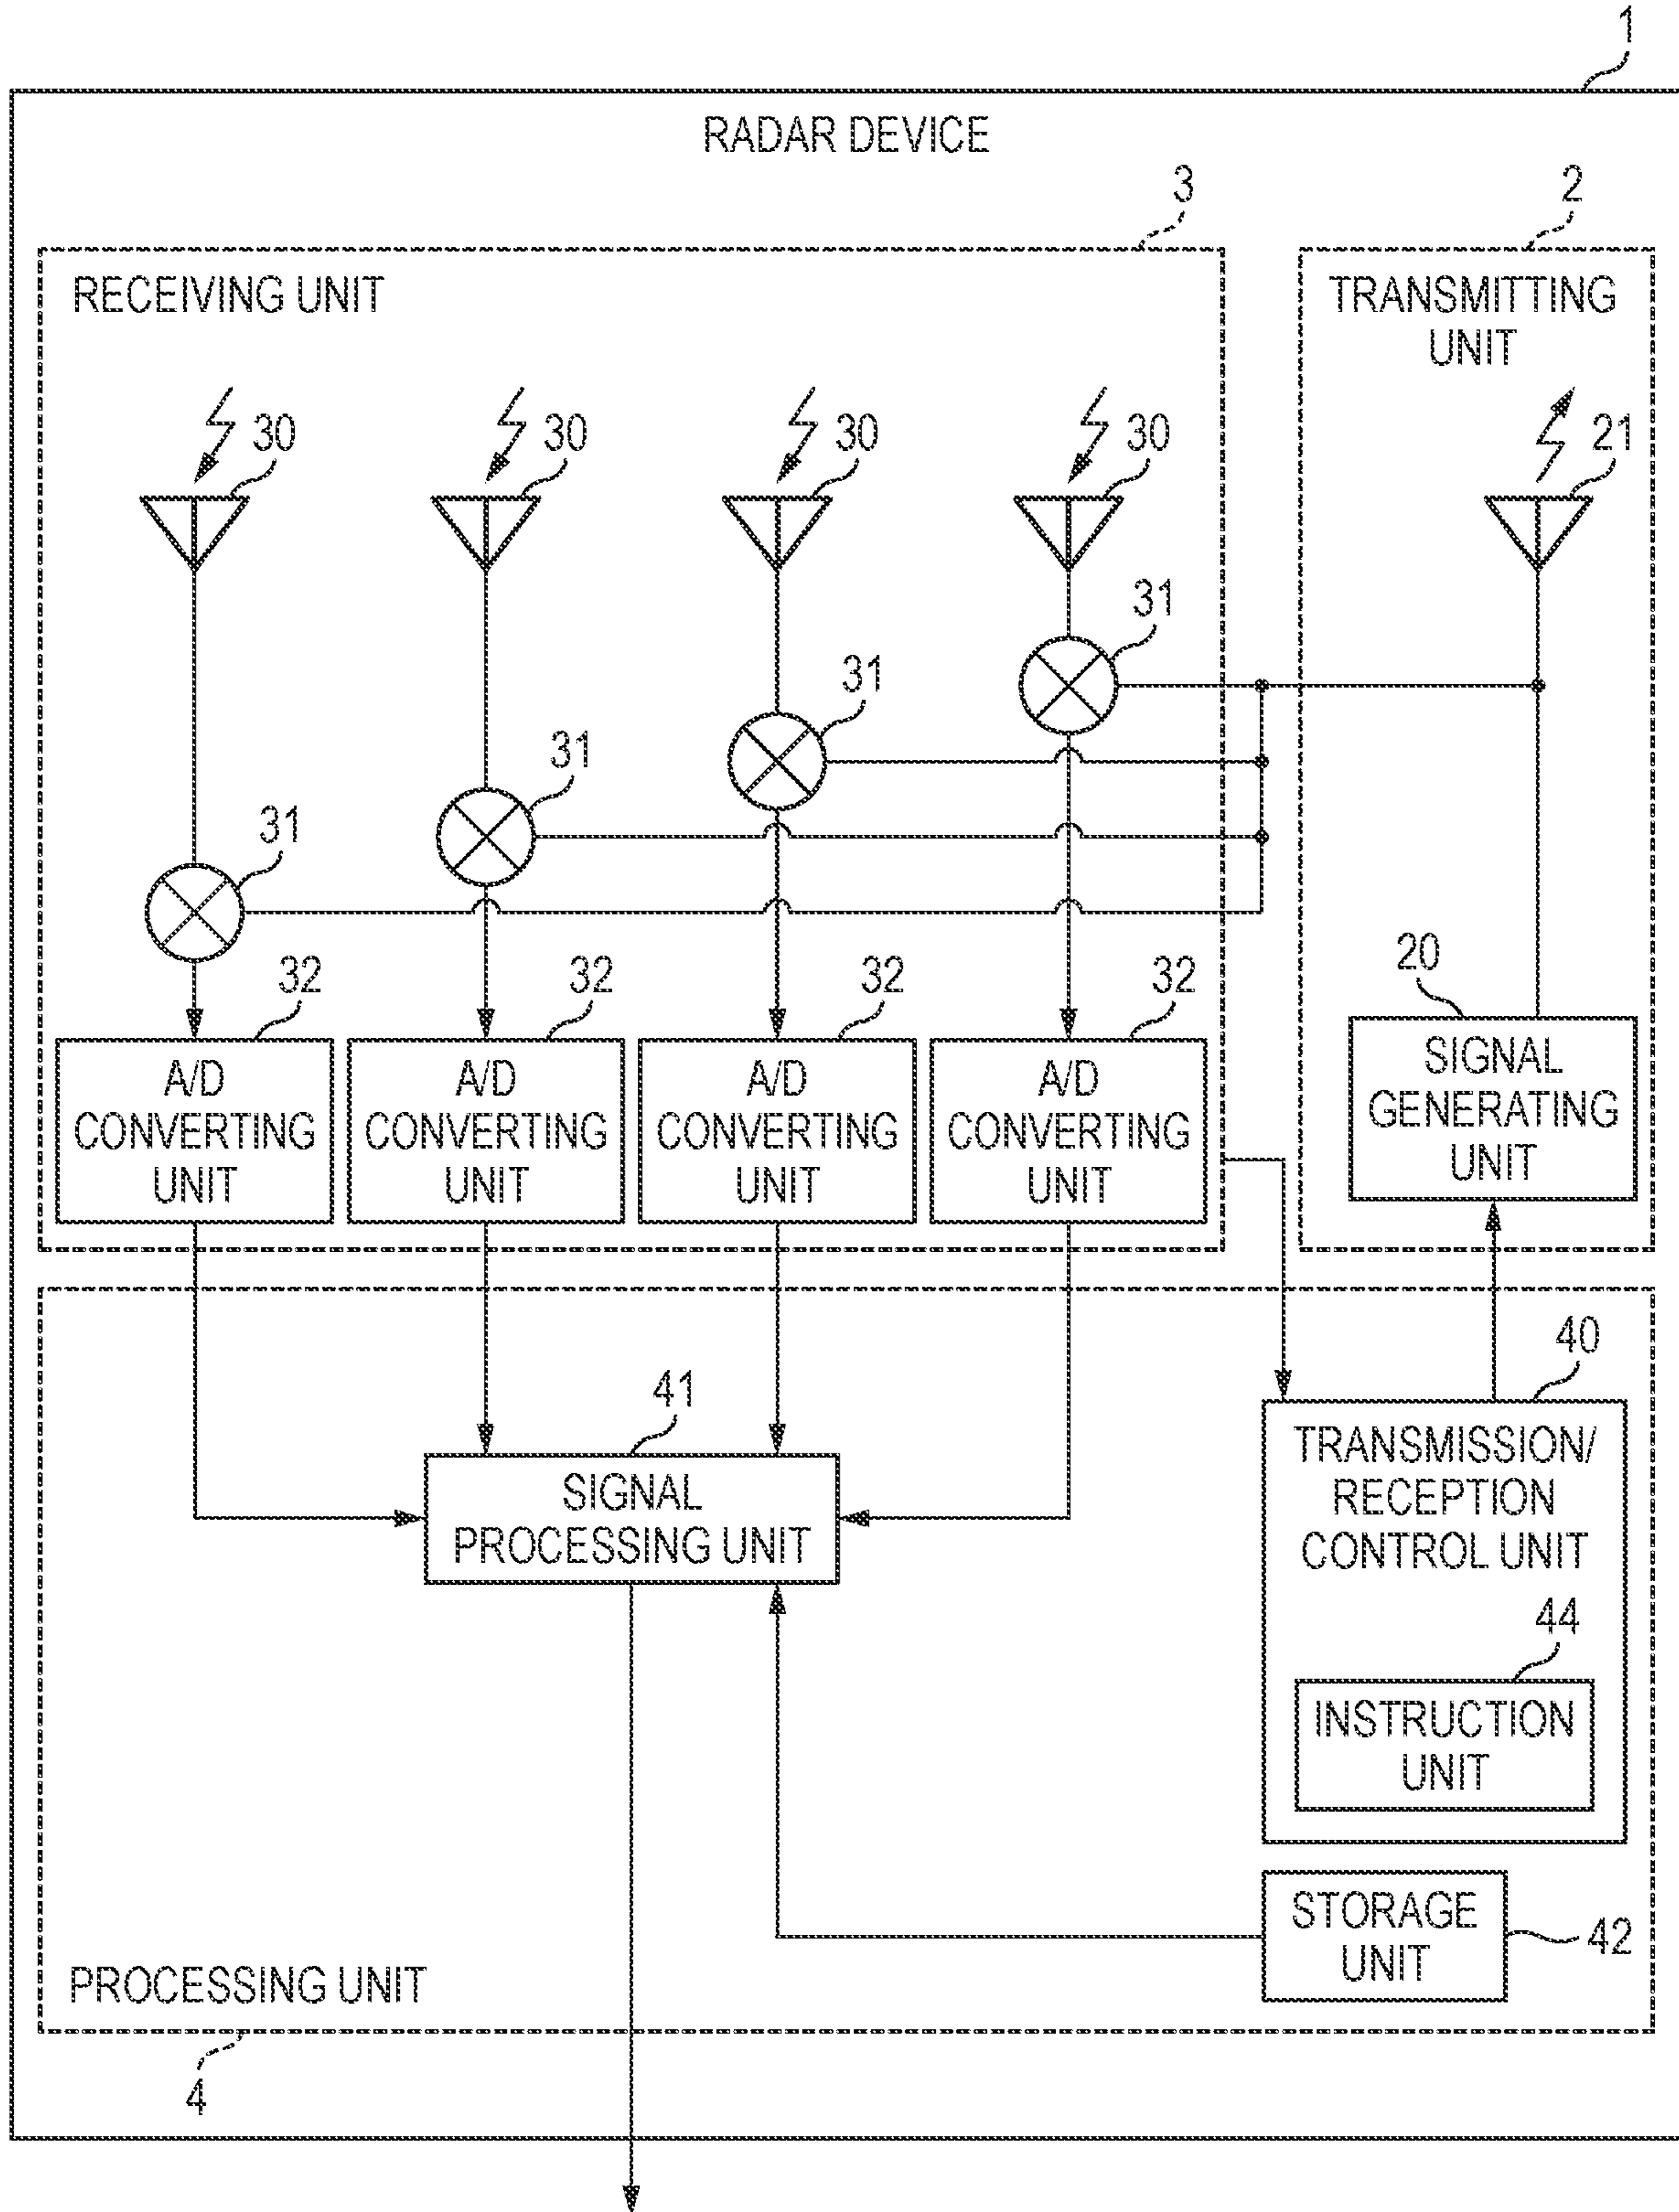 1
RADAR DEVICE
3
2
RECEIVING UNIT
TRANSMITTING
UNIT
30
30
30
30
21
31
31
31
31
20
32
32
32
32
SIGNAL
GENERATING
UNIT
A/D
CONVERTING
UNIT
A/D
CONVERTING
UNIT
A/D
CONVERTING
UNIT
A/D
CONVERTING
UNIT
40
41
TRANSMISSION/
RECEPTION
CONTROL UNIT
SIGNAL
PROCESSING UNIT
44
INSTRUCTION
UNIT
STORAGE
UNIT
42
PROCESSING UNIT
4